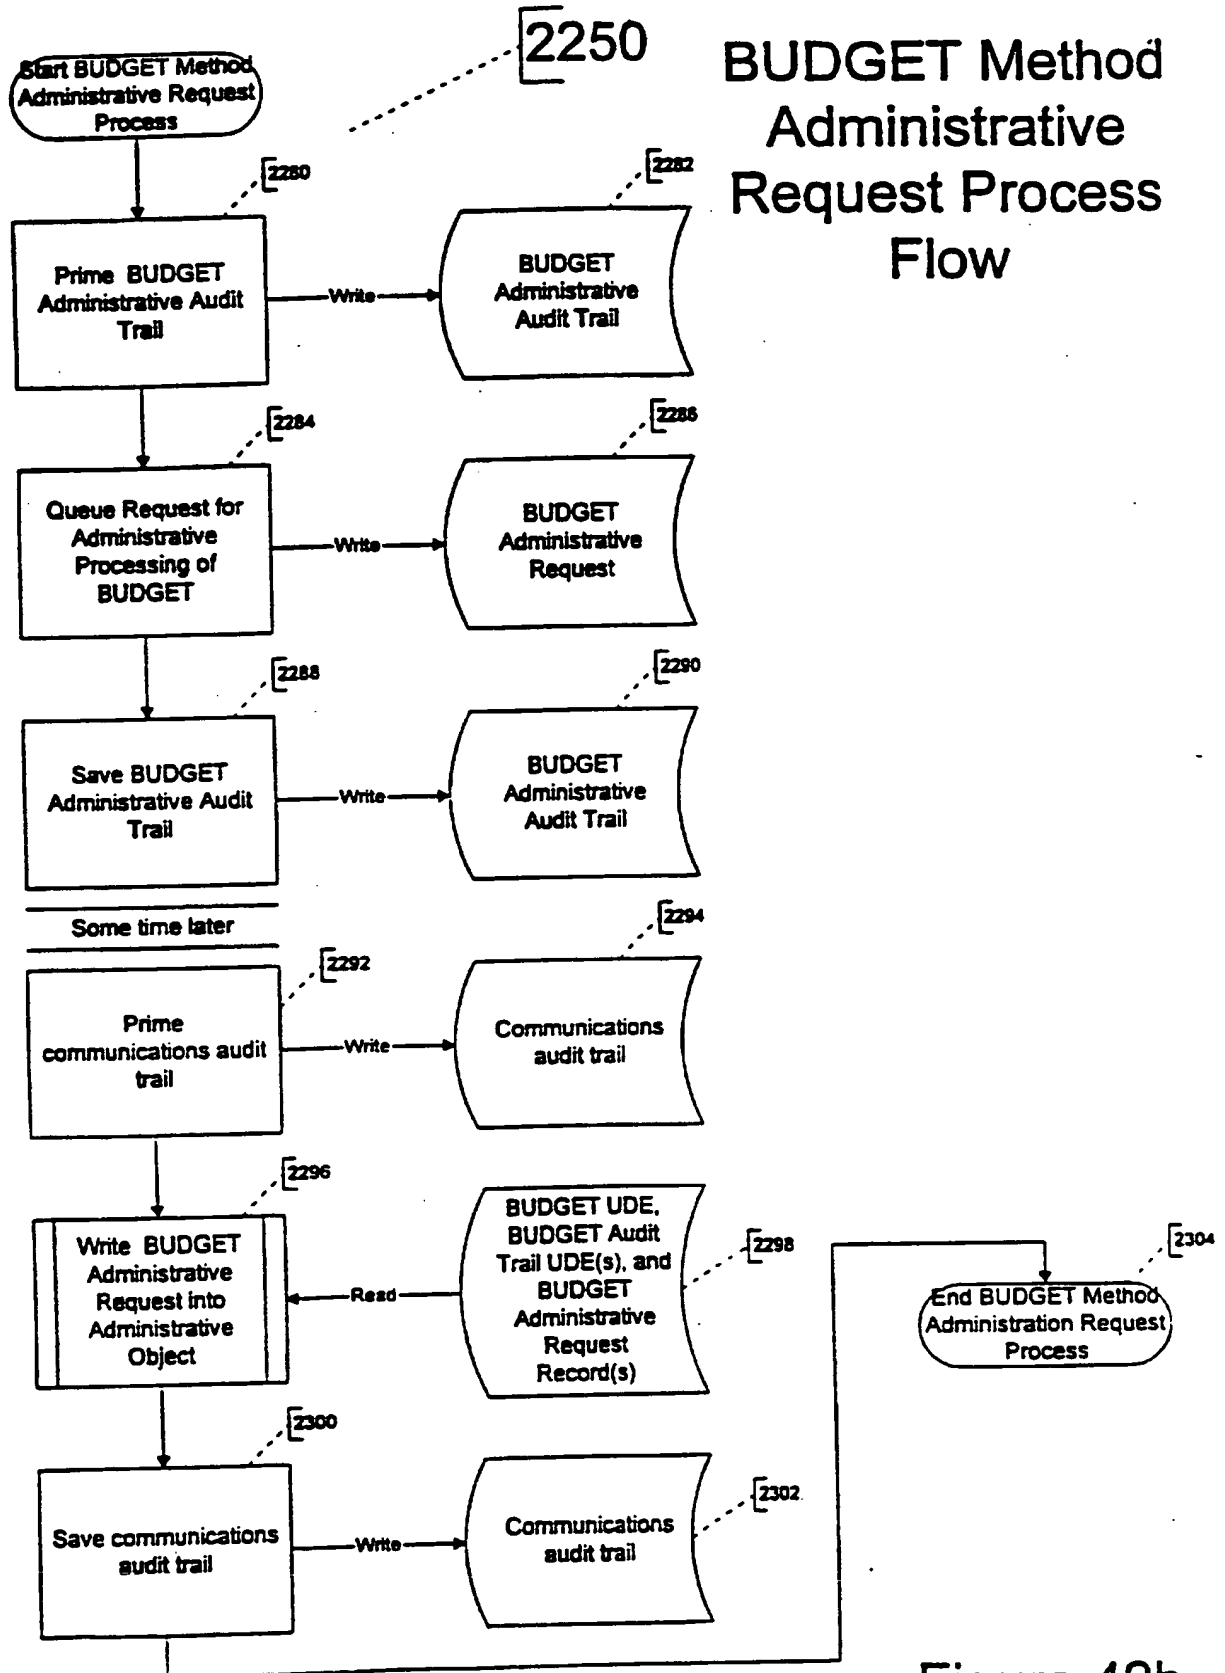 2250
BUDGET Method
Administrative
Request Process
Flow
Start BUDGET Method
Administrative Request
Process
2280
Prime BUDGET
Administrative Audit
Trail
Write
2282
BUDGET
Administrative
Audit Trail
2284
Queue Request for
Administrative
Processing of
BUDGET
Write
2286
BUDGET
Administrative
Request
2288
Save BUDGET
Administrative Audit
Trail
Write
2290
BUDGET
Administrative
Audit Trail
Some time later
2292
Prime
communications audit
trail
Write
2294
Communications
audit trail
2296
Write BUDGET
Administrative
Request into
Administrative
Object
Read
BUDGET UDE,
BUDGET Audit
Trail UDE(s), and
BUDGET
Administrative
Request
Record(s)
2298
2300
Save communications
audit trail
Write
Communications
audit trail
2302
2304
End BUDGET Method
Administration Request
Process